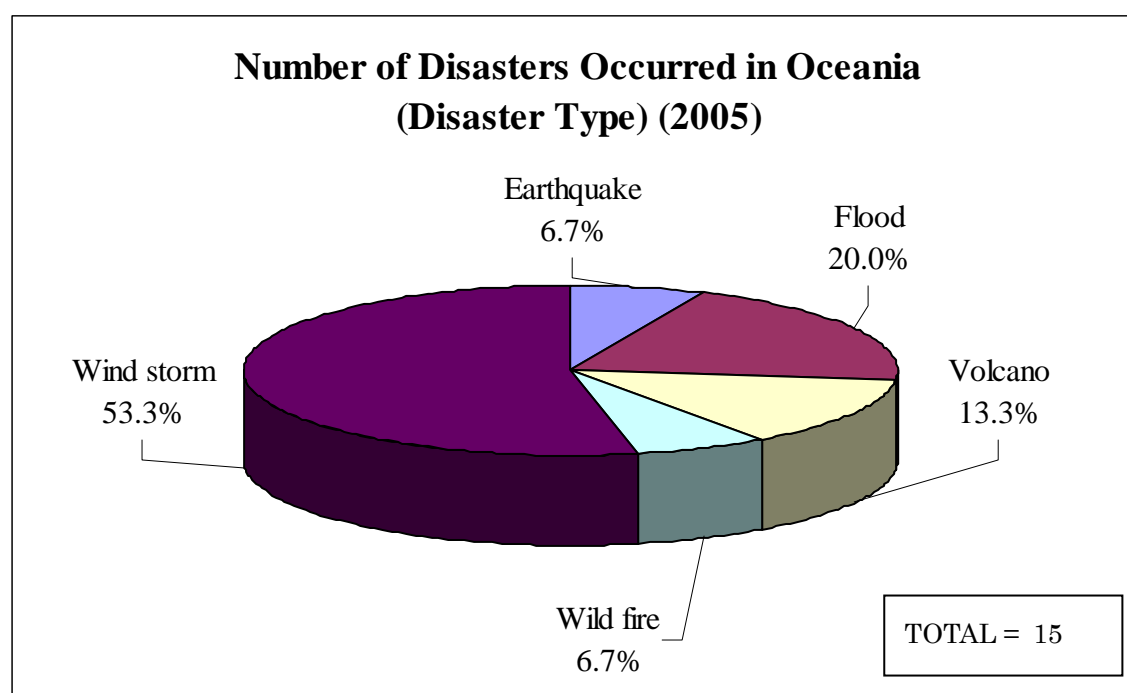 Number of Disasters Occurred in Oceania
(Disaster Type) (2005)
Earthquake
6.7%
Flood
20.0%
Volcano
13.3%
Wind storm
53.3%
Wild fire
6.7%
TOTAL = 15